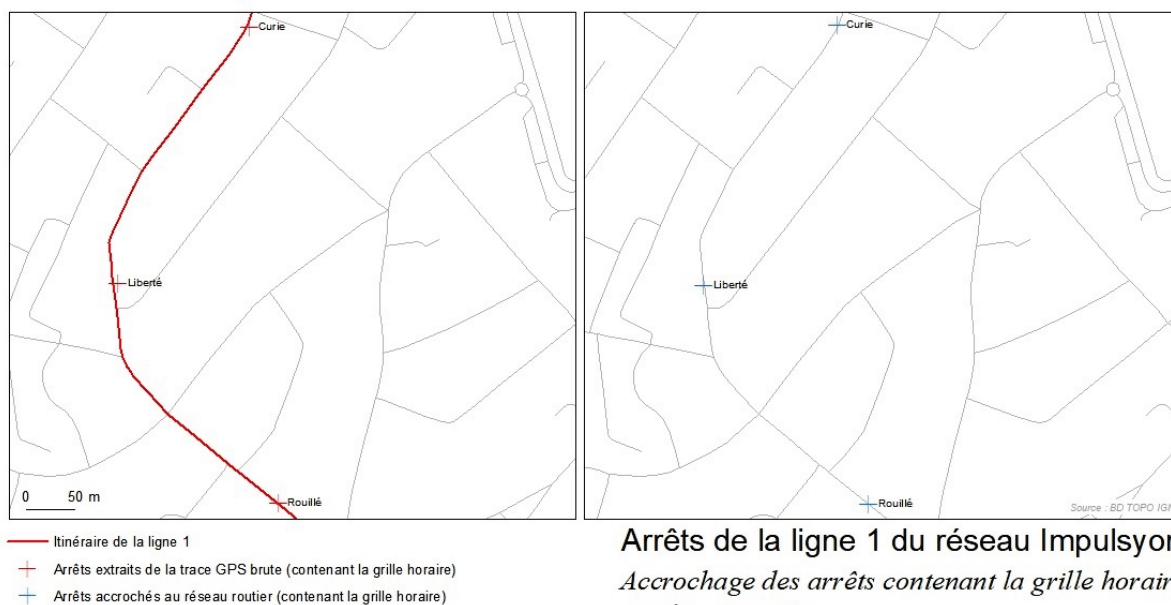 Curie
Liberté
Rouillé
0 50 m
Curie
Liberté
Rouillé
Source : BD TOPO IG
Itinéraire de la ligne 1
Arrêts extraits de la trace GPS brute (contenant la grille horaire)
Arrêts accrochés au réseau routier (contenant la grille horaire)
Arrêts de la ligne 1 du réseau Impulsyon
Accrochage des arrêts contenant la grille horair